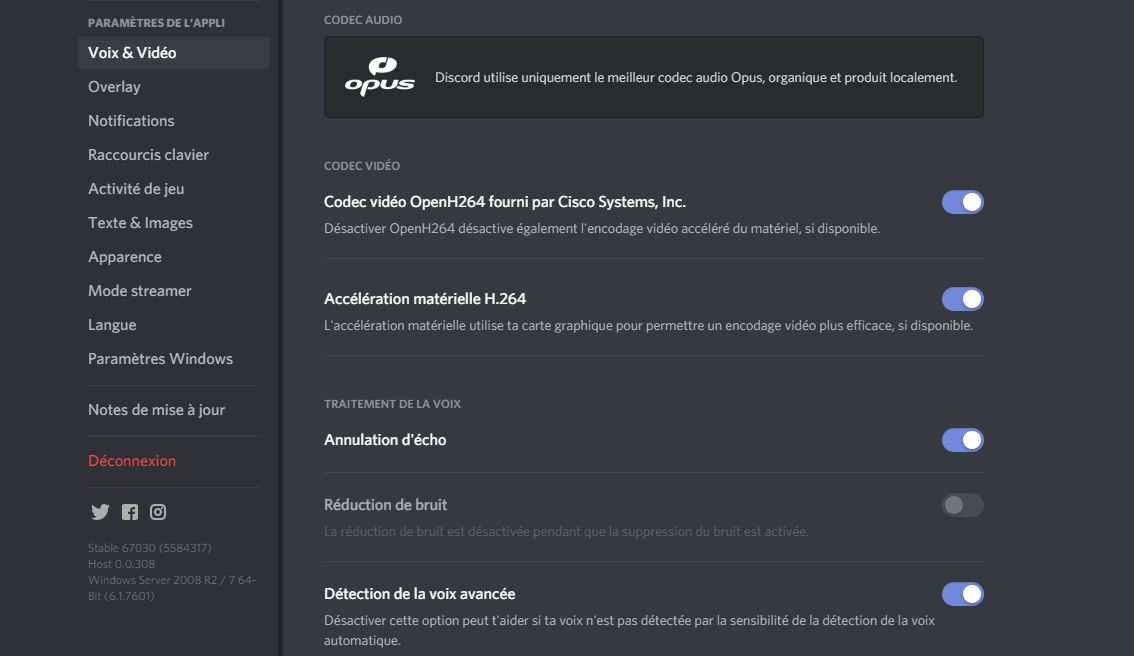 PARAMÈTRES DE L'APPLI
Voix & Vidéo
Overlay
Notifications
Raccourcis clavier
Activité de jeu
Texte & Images
Apparence
Mode streamer
Langue
Paramètres Windows
Notes de mise à jour
Déconnexion
Stable 67030 (5584317)
Host 0.0.308
Windows Server 2008 R2 / 7 64-
Bit (6.1.7601)
CODEC AUDIO
opus
Discord utilise uniquement le meilleur codec audio Opus, organique et produit localement.
CODEC VIDÉO
Codec vidéo OpenH264 fourni par Cisco Systems, Inc.
Désactiver OpenH264 désactive également l'encodage vidéo accéléré du matériel, si disponible.
Accélération matérielle H.264
L'accélération matérielle utilise ta carte graphique pour permettre un encodage vidéo plus efficace, si disponible.
TRAITEMENT DE LA VOIX
Annulation d'écho
Réduction de bruit
La réduction de bruit est désactivée pendant que la suppression du bruit est activée.
Détection de la voix avancée
Désactiver cette option peut t'aider si ta voix n'est pas détectée par la sensibilité de la détection de la voix
automatique.